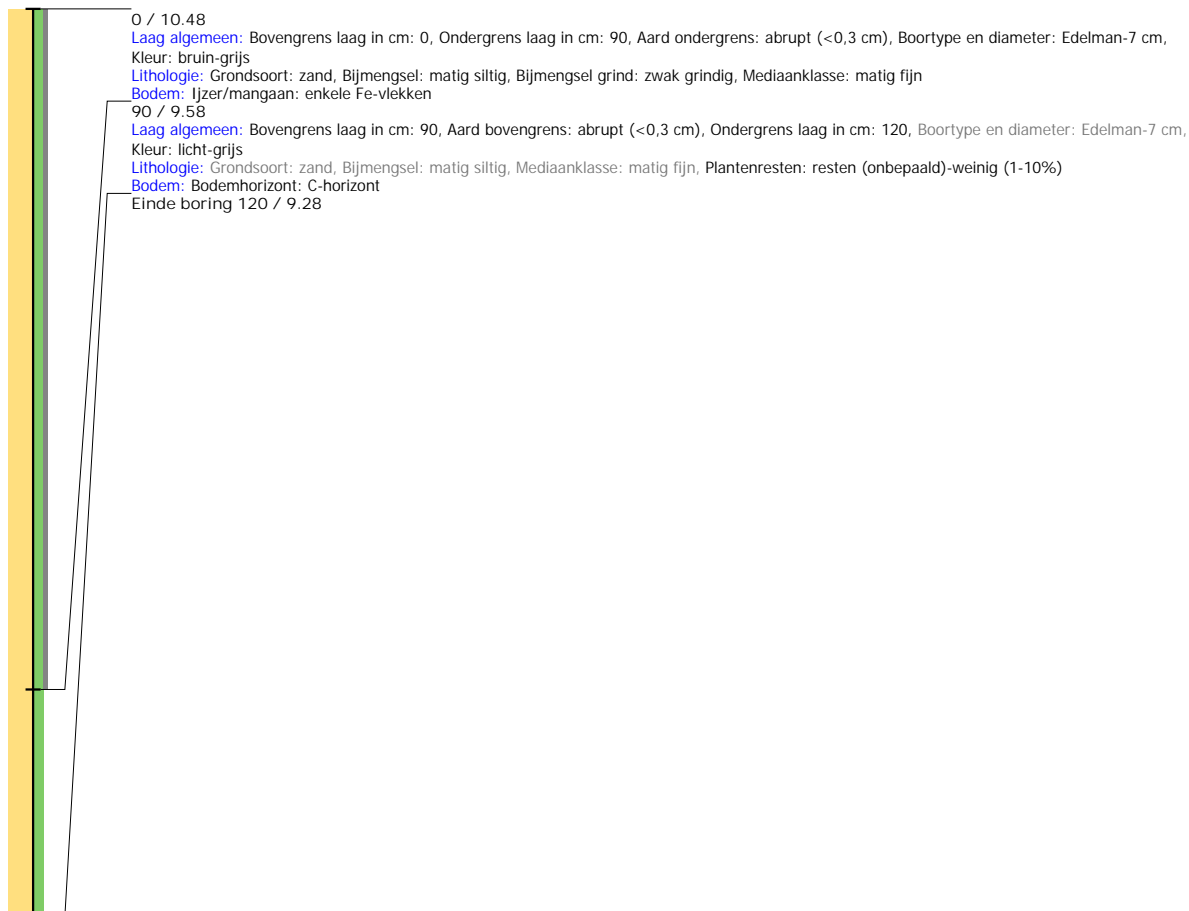 0 / 10.48
Laag algemeen: Bovengrens laag in cm: 0, Ondergrens laag in cm: 90, Aard ondergrens: abrupt (<0,3 cm), Boortype en diameter: Edelman-7 cm,
Kleur: bruin-grijs
Lithologie: Grondsoort: zand, Bijmengsel: matig siltig, Bijmengsel grind: zwak grindig, Mediaanklasse: matig fijn
Bodem: Ijzer/mangaan: enkele Fe-vlekken
90 / 9.58
Laag algemeen: Bovengrens laag in cm: 90, Aard bovengrens: abrupt (<0,3 cm), Ondergrens laag in cm: 120, Boortype en diameter: Edelman-7 cm,
Kleur: licht-grijs
Lithologie: Grondsoort: zand, Bijmengsel: matig siltig, Mediaanklasse: matig fijn, Plantenresten: resten (onbepaald)-weinig (1-10%)
Bodem: Bodemhorizont: C-horizont
Einde boring 120 / 9.28